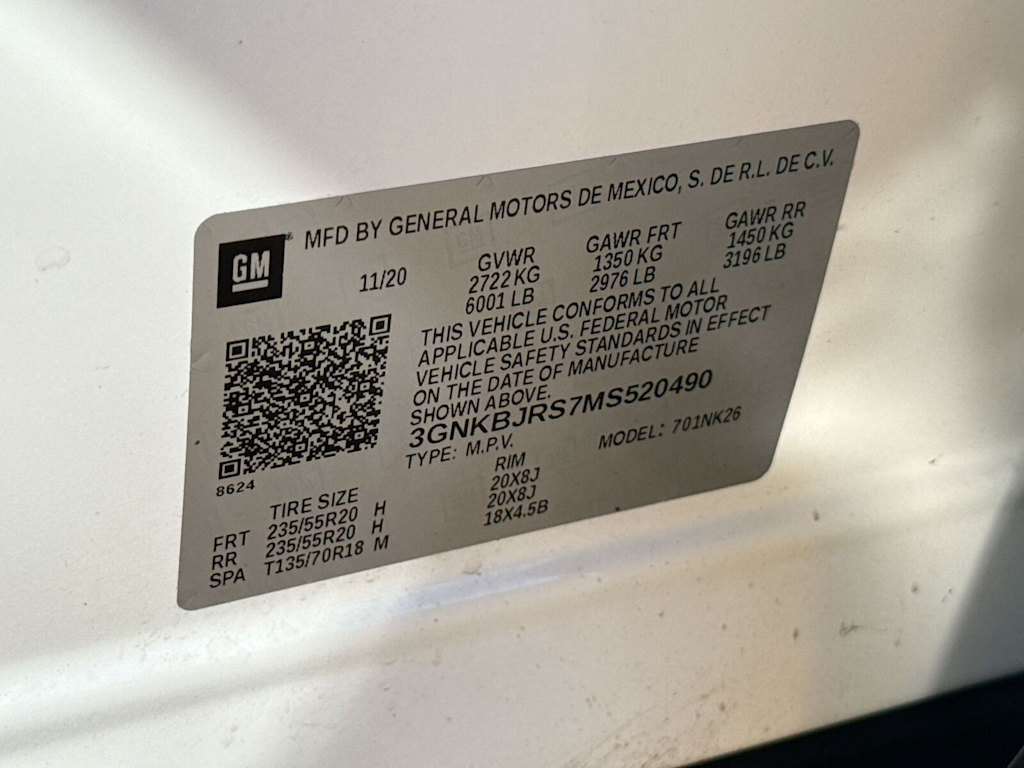 GM
MFD BY GENERAL MOTORS DE MEXICO, S. DE R.L. DE C.V.
11/20
GVWR
2722 KG
6001 LB
GAWR FRT
1350 KG
2976 LB
GAWR RR
1450 KG
3196 LB
THIS VEHICLE CONFORMS TO ALL
APPLICABLE U.S. FEDERAL MOTOR
VEHICLE SAFETY STANDARDS IN EFFECT
ON THE DATE OF MANUFACTURE
SHOWN ABOVE.
3GNKBJRS7MS520490
TYPE: M.P.V.
MODEL: 701NK26
8624
TIRE SIZE
RIM
FRT 235/55R20 H 20X8J
RR 235/55R20 H 20X8J
SPA T135/70R18 M 18X4.5B